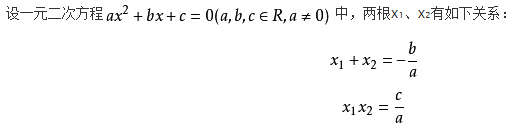 设一元二次方程 ax² + bx + c = 0(a, b, c ∈ R, a ≠ 0) 中，两根x₁、x₂有如下关系：
x₁ + x₂ = −b/a
x₁x₂ = c/a